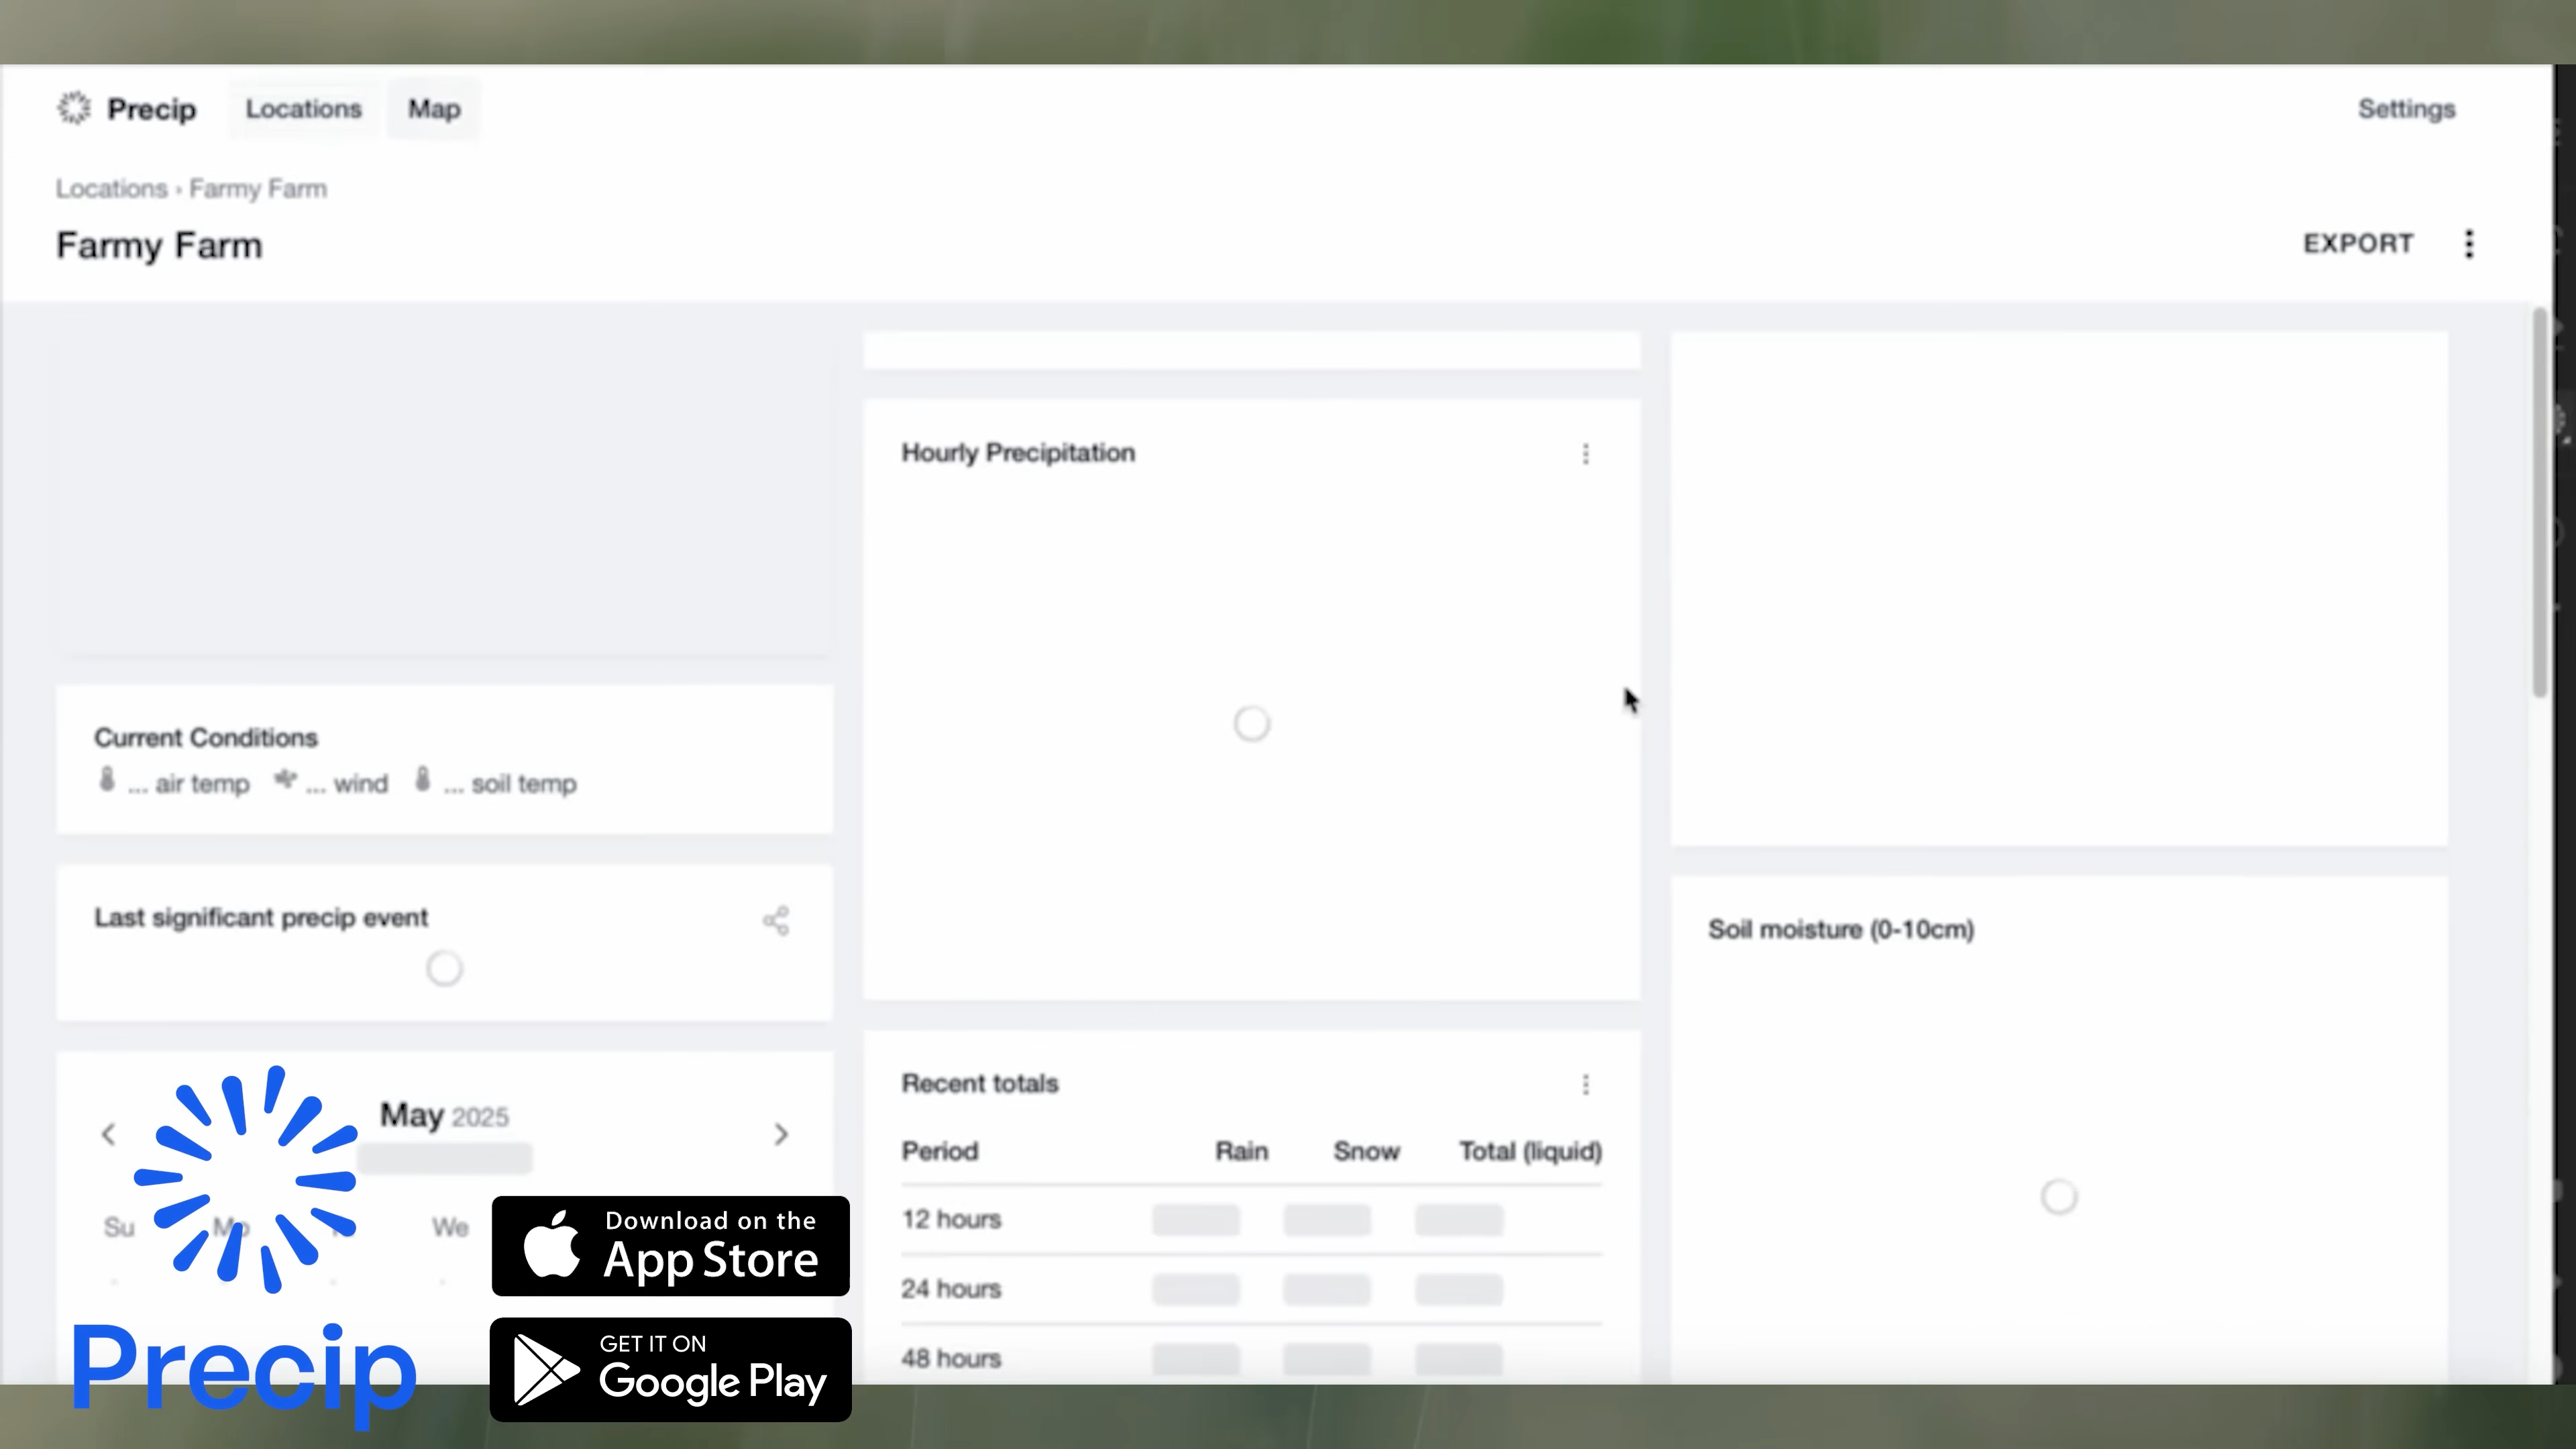 Precip
Locations
Map
Settings
Locations › Farmy Farm
Farmy Farm
EXPORT
Current Conditions
... air temp ... wind ... soil temp
Last significant precip event
May 2025
Su
We
Hourly Precipitation
Recent totals
Period Rain Snow Total (liquid)
12 hours
24 hours
48 hours
Soil moisture (0-10cm)
Precip
Download on the
App Store
GET IT ON
Google Play